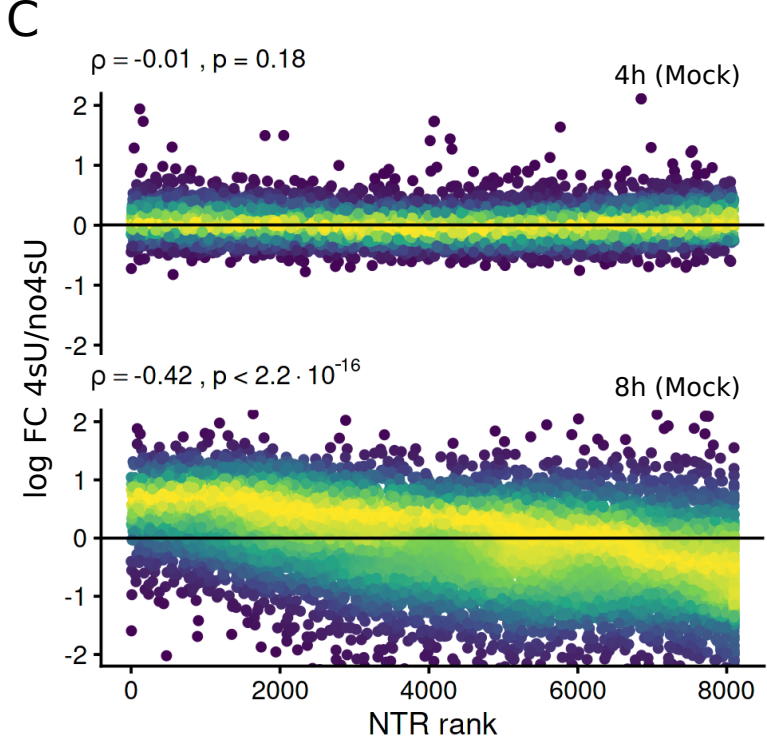 C
ρ = -0.01 , p = 0.18
4h (Mock)
2
1
0
-1
-2
log FC 4sU/no4sU
ρ = -0.42 , p < 2.2 · 10⁻¹⁶
8h (Mock)
2
1
0
-1
-2
0 2000 4000 6000 8000
NTR rank